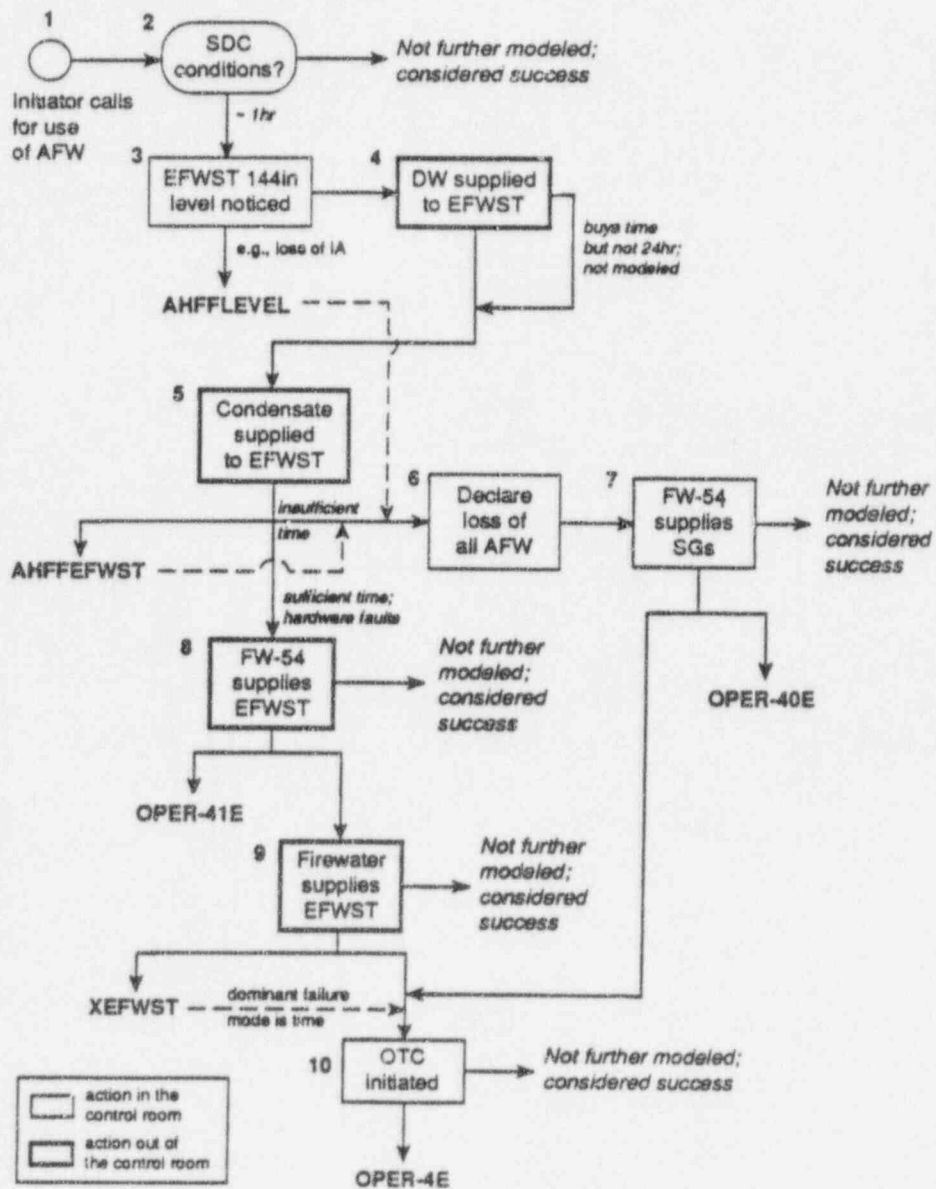 1
2
SDC
conditions?
Not further modeled;
considered success
Initiator calls
for use
of AFW
~ 1hr
3
EFWST 144in
level noticed
4
DW supplied
to EFWST
buys time
but not 24hr;
not modeled
e.g., loss of IA
AHFFLEVEL
5
Condensate
supplied
to EFWST
insufficient
time
6
Declare
loss of
all AFW
7
FW-54
supplies
SGs
Not further
modeled;
considered
success
AHFFEFWST
sufficient time;
hardware faults
8
FW-54
supplies
EFWST
Not further
modeled;
considered
success
OPER-40E
OPER-41E
9
Firewater
supplies
EFWST
Not further
modeled;
considered
success
XEFWST
dominant failure
mode is time
10
OTC
initiated
Not further modeled;
considered success
action in the
control room
action out of
the control room
OPER-4E